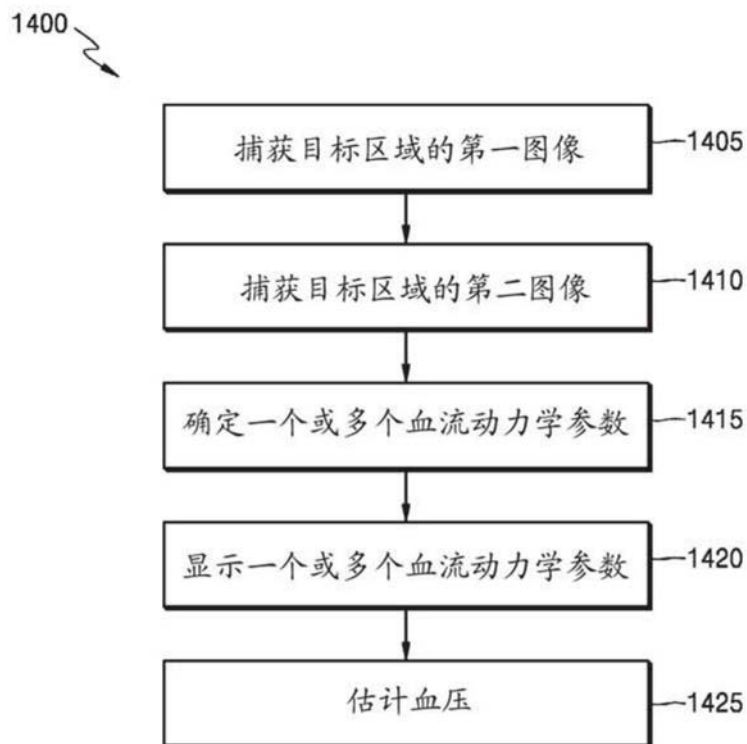 1400
捕获目标区域的第一图像
1405
捕获目标区域的第二图像
1410
确定一个或多个血流动力学参数
1415
显示一个或多个血流动力学参数
1420
估计血压
1425